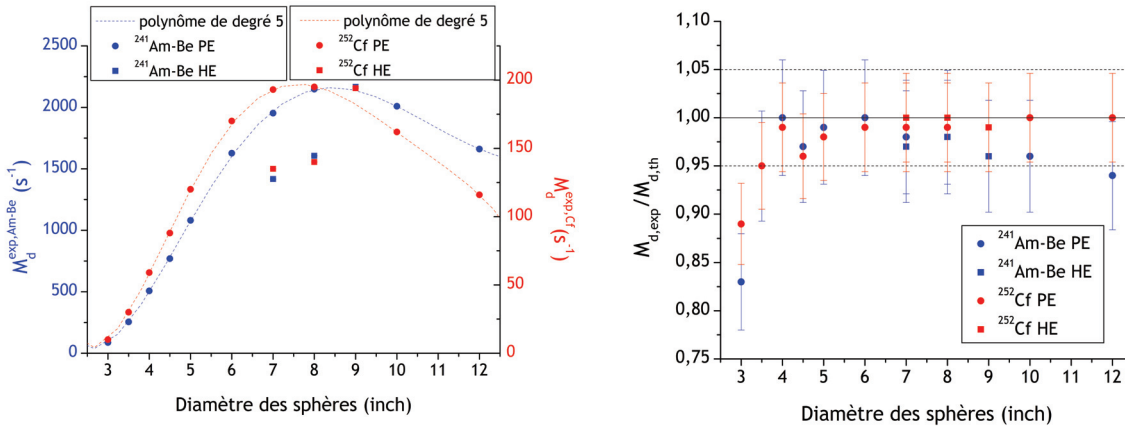 polynôme de degré 5
polynôme de degré 5
²⁴¹Am-Be PE
²⁵²Cf PE
²⁴¹Am-Be HE
²⁵²Cf HE
2500
2000
1500
1000
500
0
M_d^exp,Am-Be (s⁻¹)
200
150
100
50
0
M_d^exp,Cf (s⁻¹)
3 4 5 6 7 8 9 10 11 12
Diamètre des sphères (inch)
1,10
1,05
1,00
0,95
0,90
0,85
0,80
0,75
M_d,exp/M_d,th
²⁴¹Am-Be PE
²⁴¹Am-Be HE
²⁵²Cf PE
²⁵²Cf HE
3 4 5 6 7 8 9 10 11 12
Diamètre des sphères (inch)